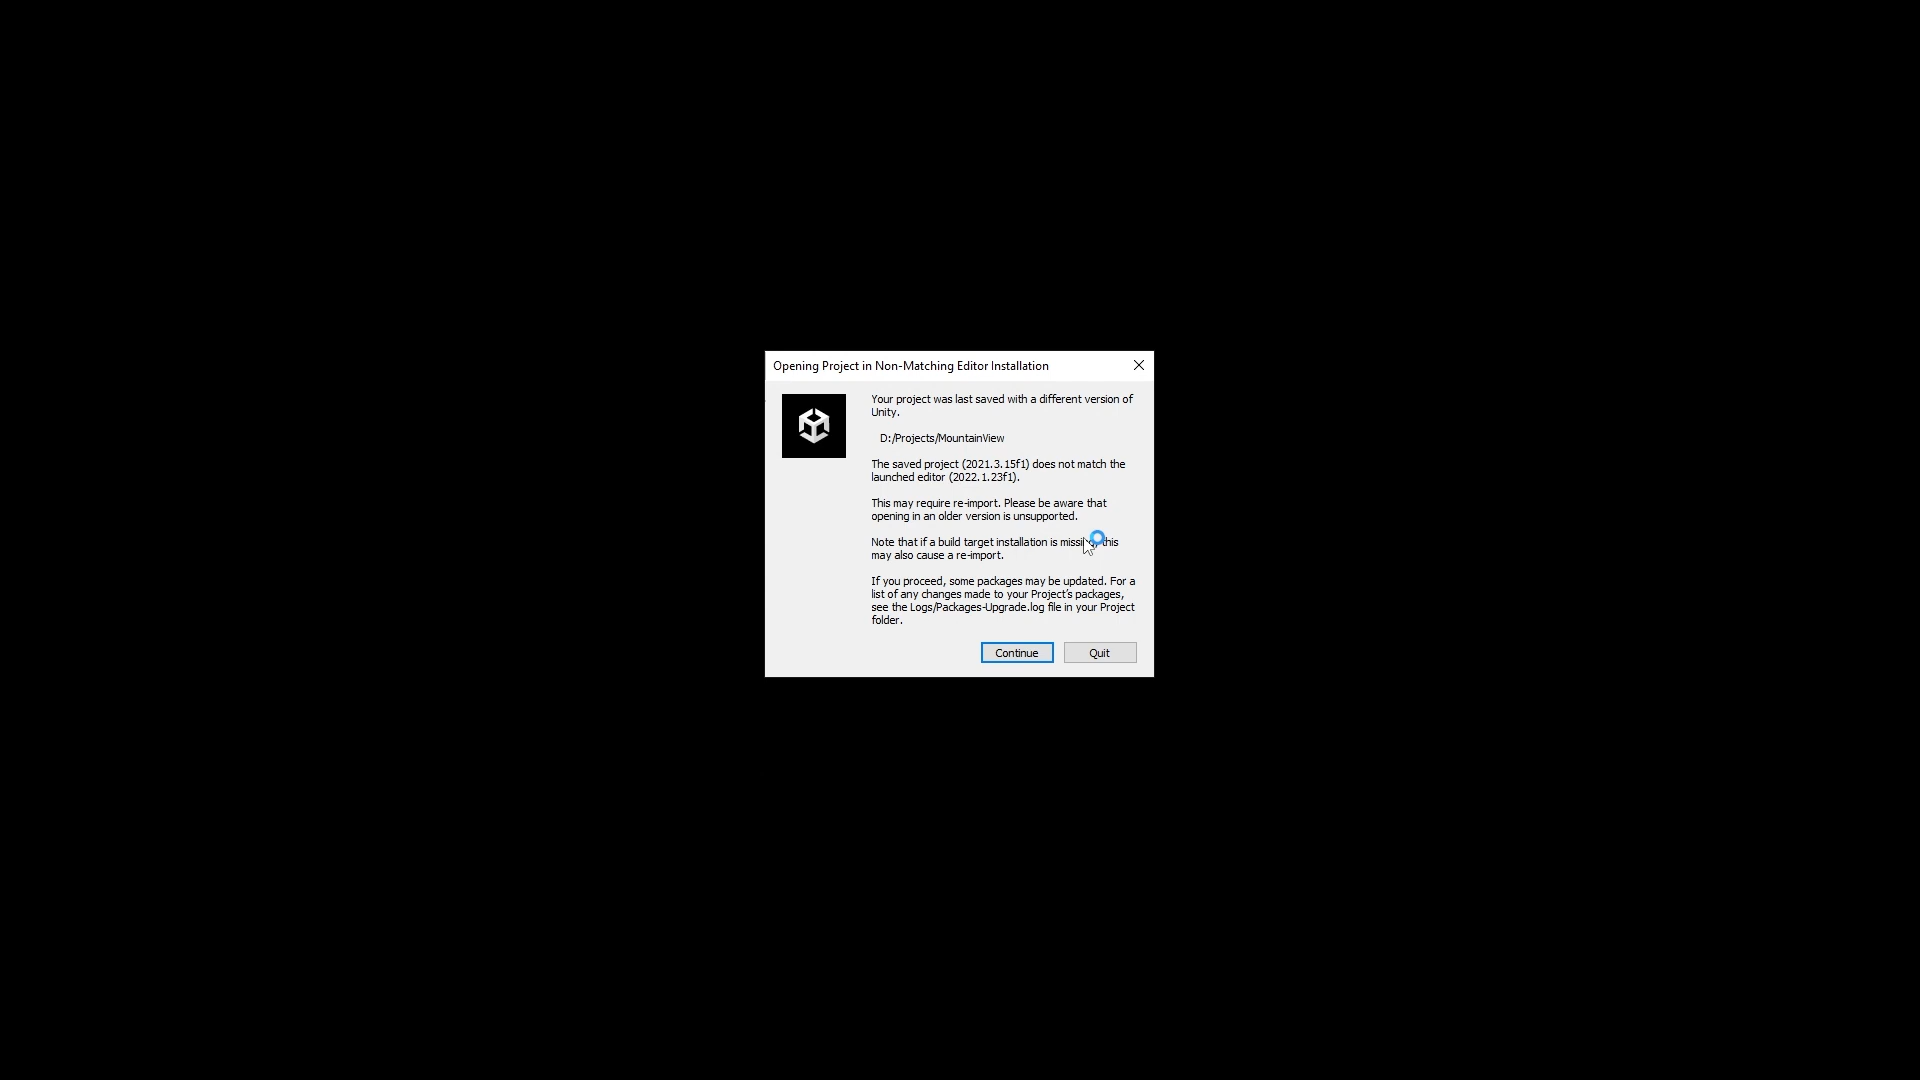 Opening Project in Non-Matching Editor Installation
Your project was last saved with a different version of
Unity.
D:/Projects/MountainView
The saved project (2021.3.15f1) does not match the
launched editor (2022.1.23f1).
This may require re-import. Please be aware that
opening in an older version is unsupported.
Note that if a build target installation is missing, this
may also cause a re-import.
If you proceed, some packages may be updated. For a
list of any changes made to your Project's packages,
see the Logs/Packages-Upgrade.log file in your Project
folder.
Continue
Quit